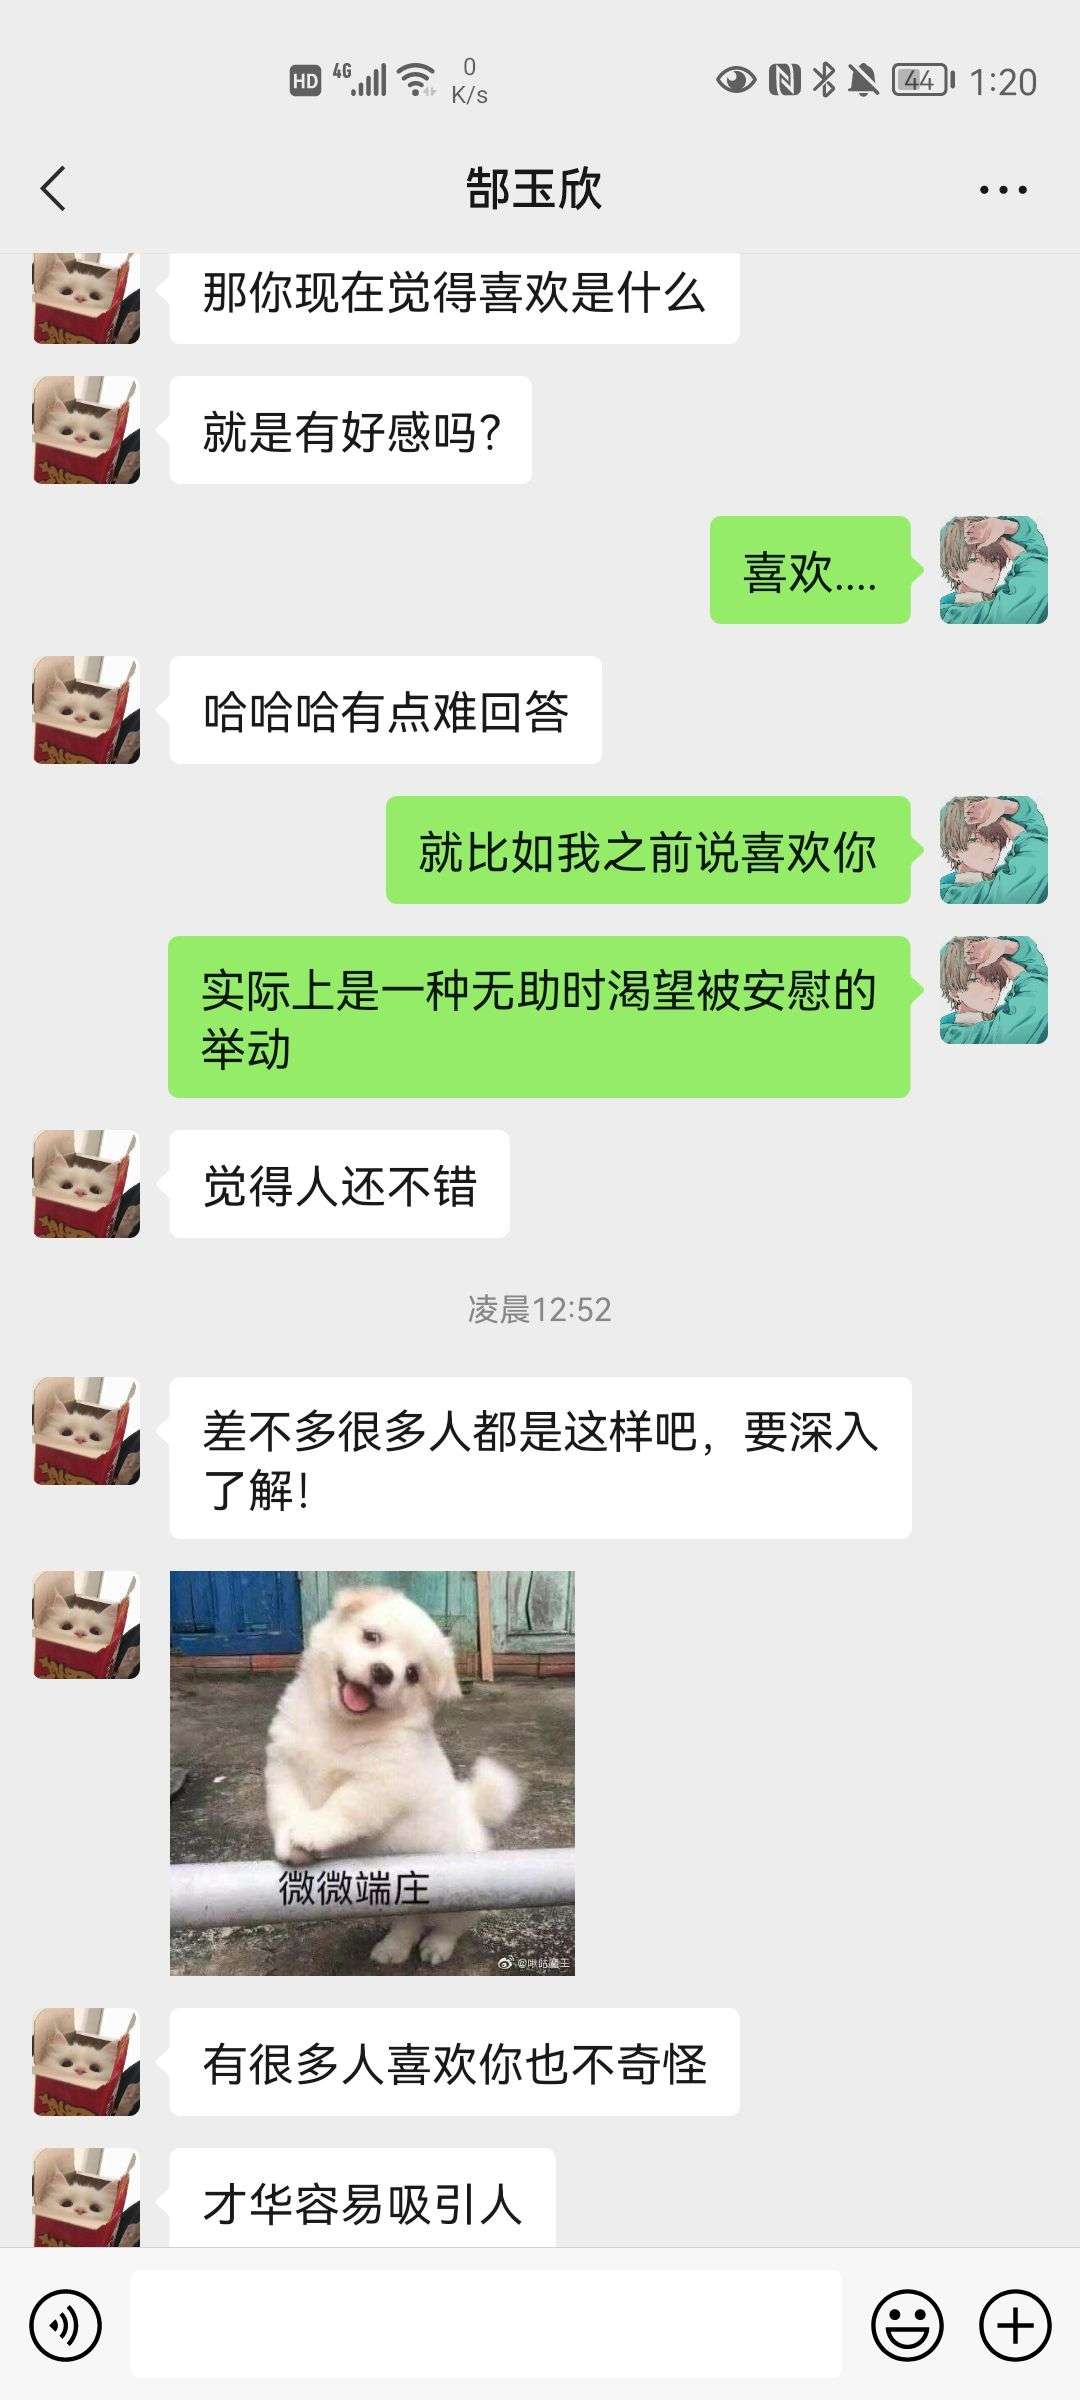 HD 4G 0 K/s 44 1:20
郜玉欣
那你现在觉得喜欢是什么
就是有好感吗?
喜欢....
哈哈哈有点难回答
就比如我之前说喜欢你
实际上是一种无助时渴望被安慰的
举动
觉得人还不错
凌晨12:52
差不多很多人都是这样吧，要深入
了解！
微微端庄
有很多人喜欢你也不奇怪
才华容易吸引人